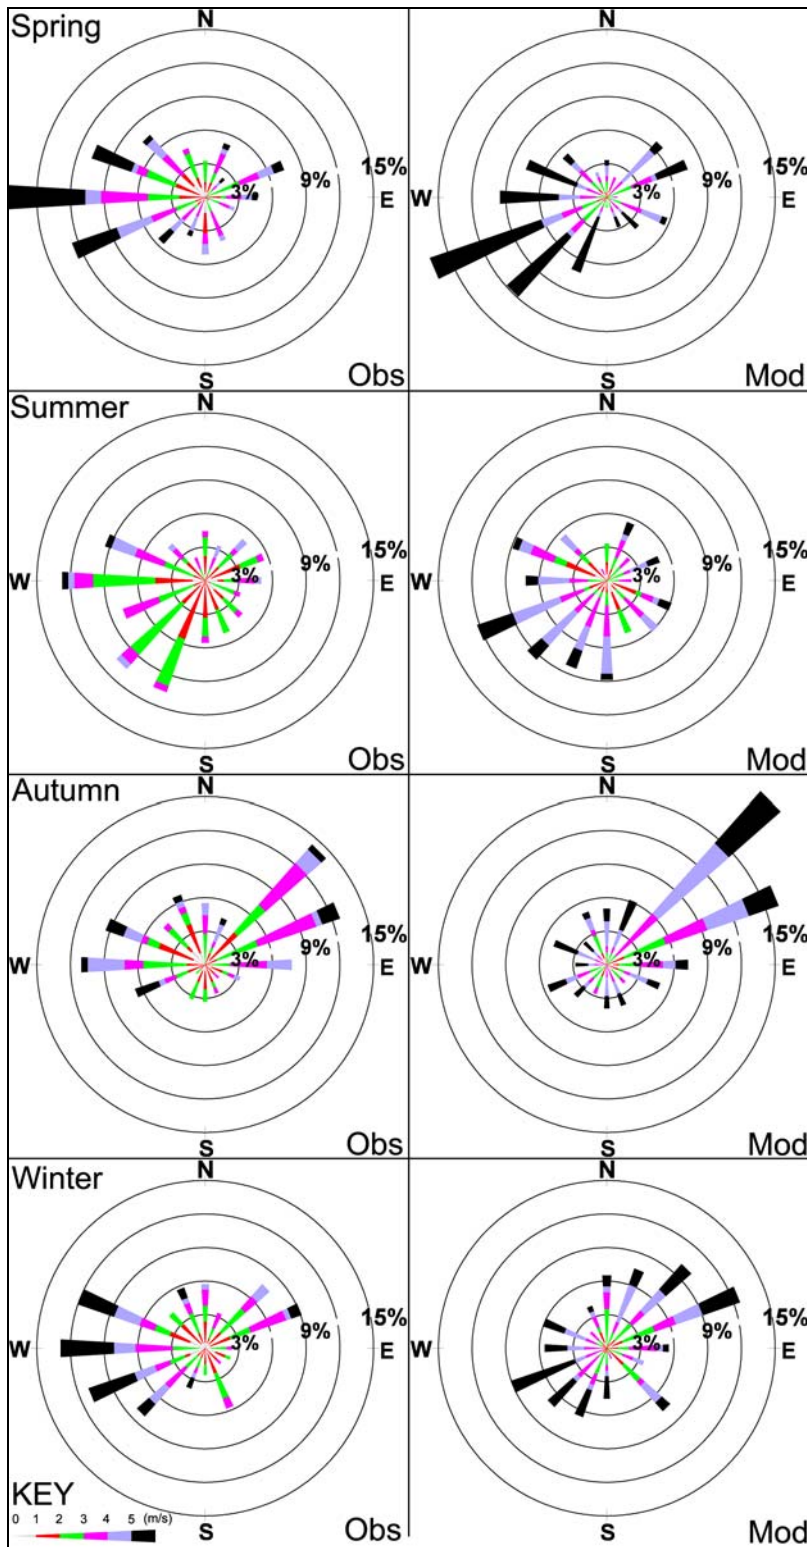 Spring
N
N
15%
15%
9%
9%
3%
3%
W
E
W
E
S
Obs
S
Mod
Summer
N
N
15%
15%
9%
9%
3%
3%
W
E
W
E
S
Obs
S
Mod
Autumn
N
N
15%
15%
9%
9%
3%
3%
W
E
W
E
S
Obs
S
Mod
Winter
N
N
15%
15%
9%
9%
3%
3%
W
E
W
E
KEY
0 1 2 3 4 5 (m/s)
S
Obs
S
Mod